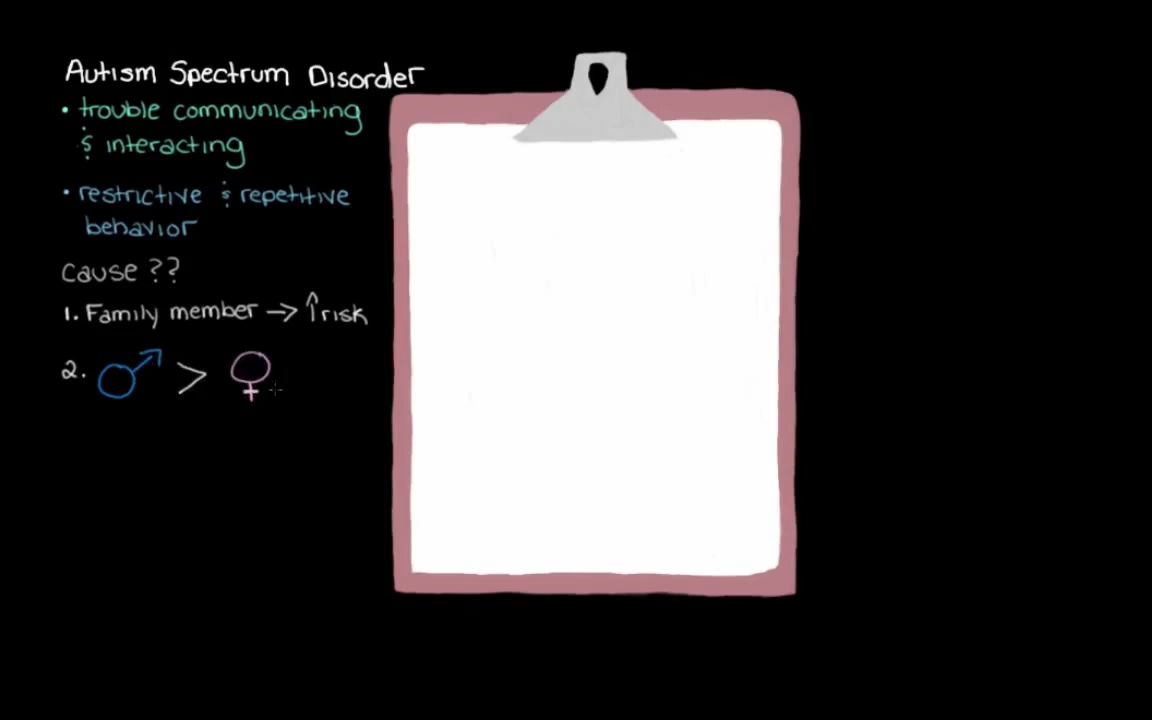 Autism Spectrum Disorder
• trouble communicating
& interacting
• restrictive & repetitive
behavior
Cause ??
1. Family member → ↑risk
2. ♂ > ♀